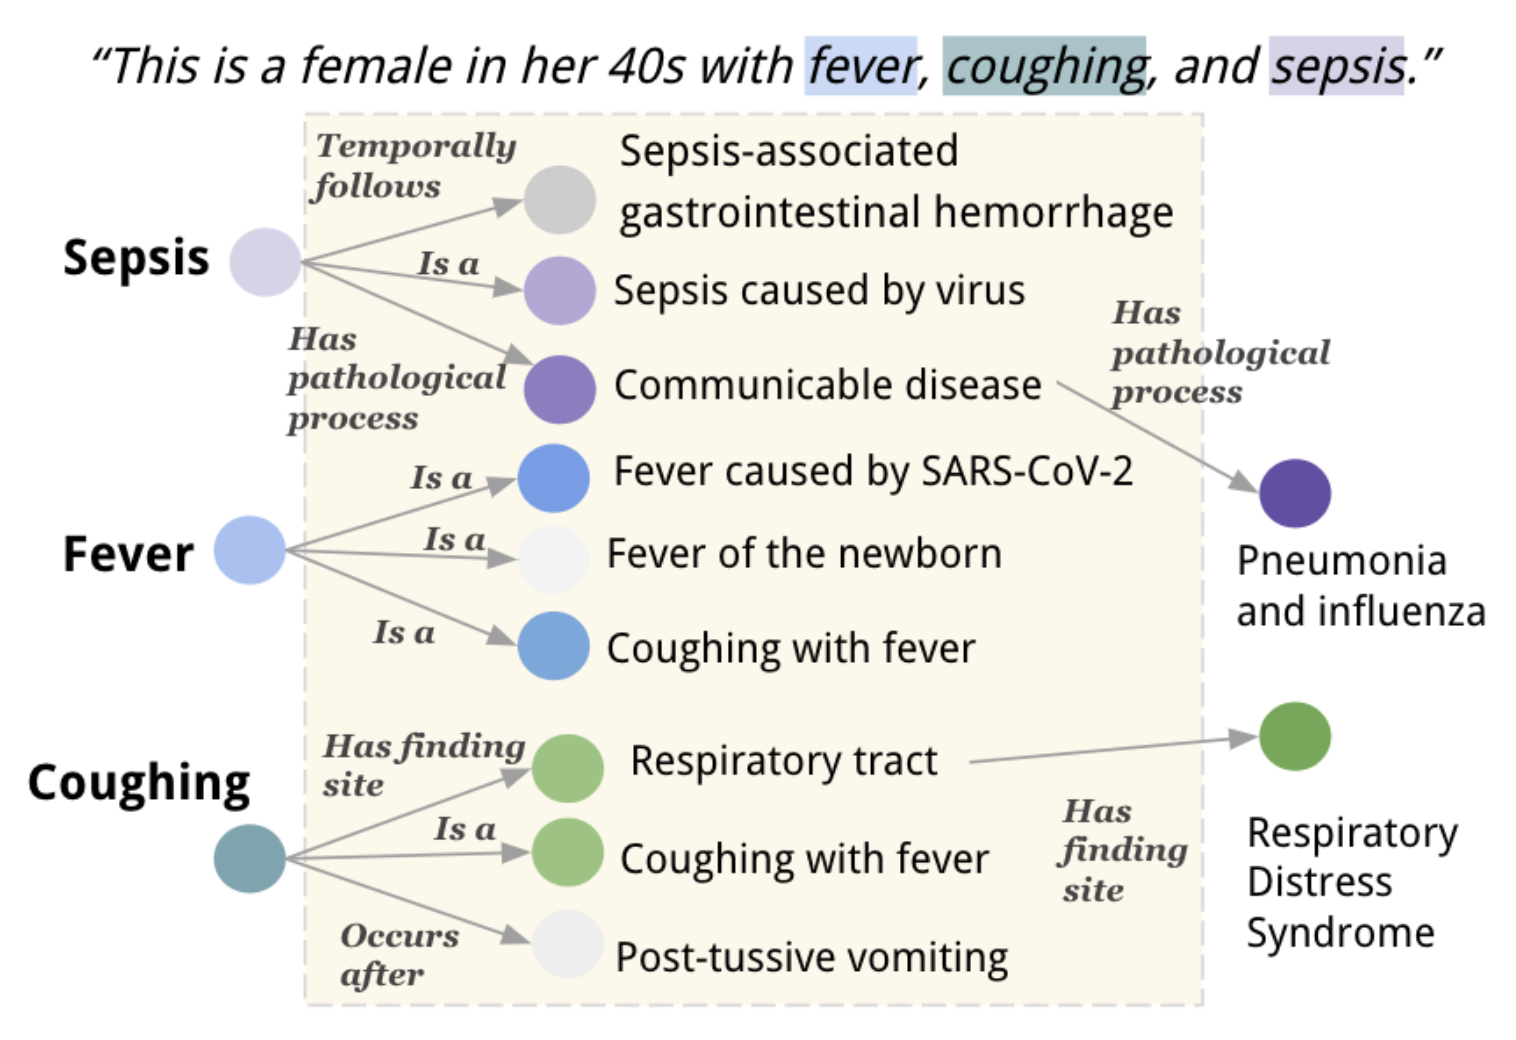 “This is a female in her 40s with fever, coughing, and sepsis.”
Temporally
follows
Sepsis-associated
gastrointestinal hemorrhage
Sepsis
Is a
Sepsis caused by virus
Has
pathological
process
Communicable disease
Has
pathological
process
Pneumonia
and influenza
Fever
Is a
Fever caused by SARS-CoV-2
Is a
Fever of the newborn
Is a
Coughing with fever
Coughing
Has finding
site
Respiratory tract
Is a
Coughing with fever
Has
finding
site
Respiratory
Distress
Syndrome
Occurs
after
Post-tussive vomiting